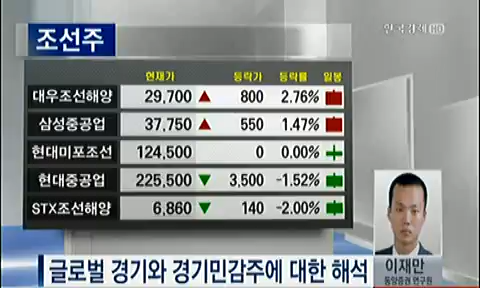 한국경제 HD
조선주
현재가 등락가 등락률 일봉
대우조선해양 29,700 ▲ 800 2.76%
삼성중공업 37,750 ▲ 550 1.47%
현대미포조선 124,500 0 0.00%
현대중공업 225,500 ▼ 3,500 -1.52%
STX조선해양 6,860 ▼ 140 -2.00%
이재만
동양증권 연구원
글로벌 경기와 경기민감주에 대한 해석